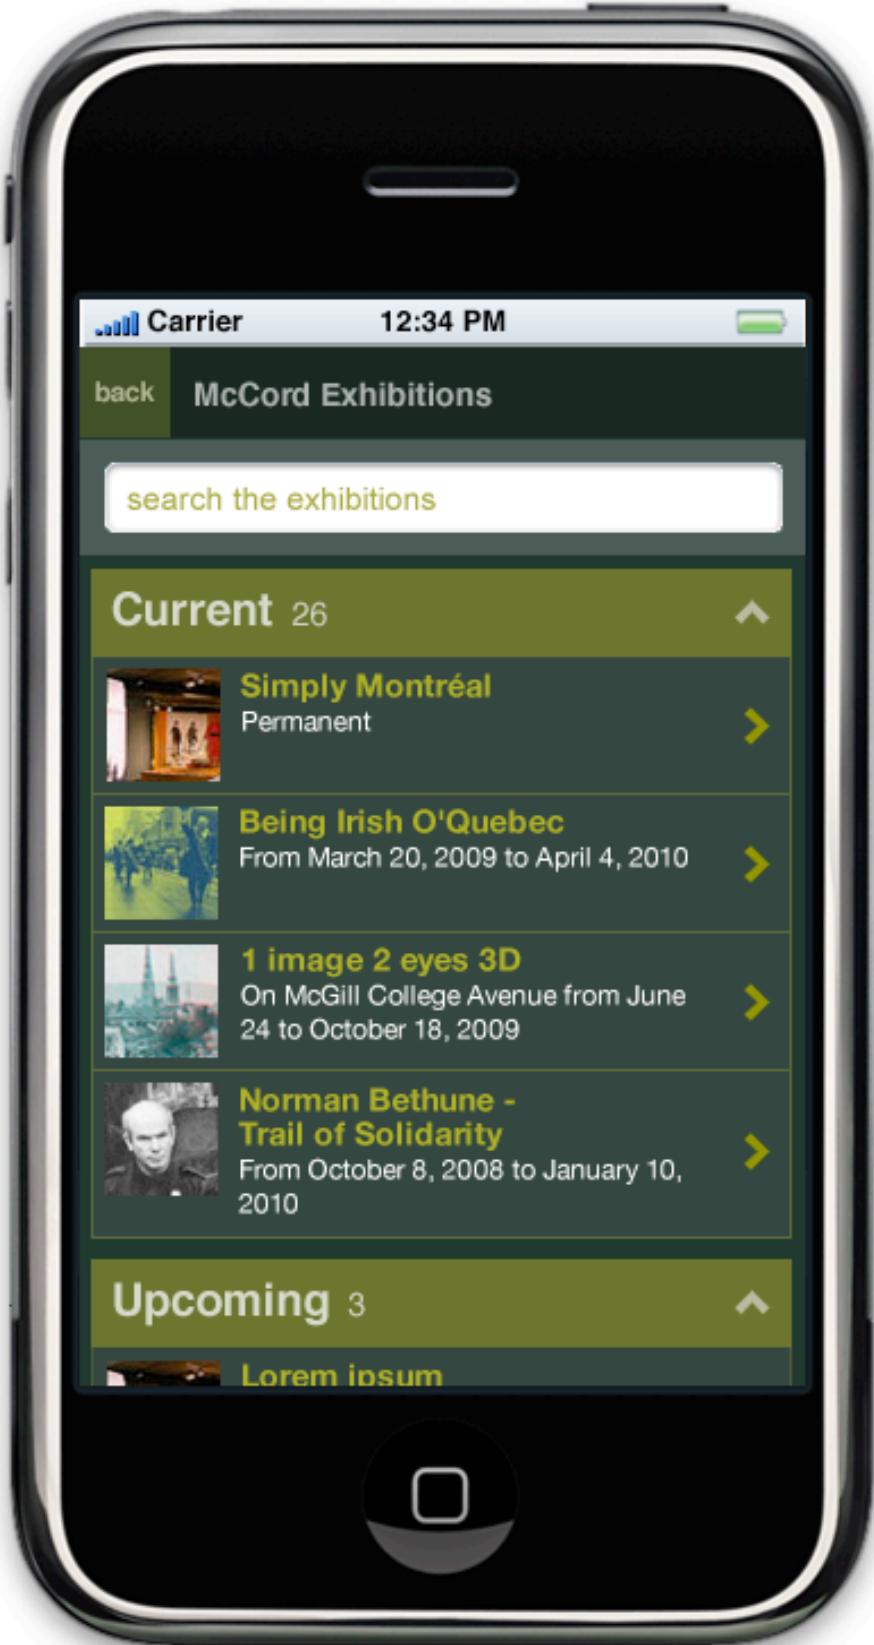 Carrier 12:34 PM
back McCord Exhibitions
search the exhibitions
Current 26
Simply Montréal
Permanent
Being Irish O'Quebec
From March 20, 2009 to April 4, 2010
1 image 2 eyes 3D
On McGill College Avenue from June
24 to October 18, 2009
Norman Bethune -
Trail of Solidarity
From October 8, 2008 to January 10,
2010
Upcoming 3
Lorem ipsum